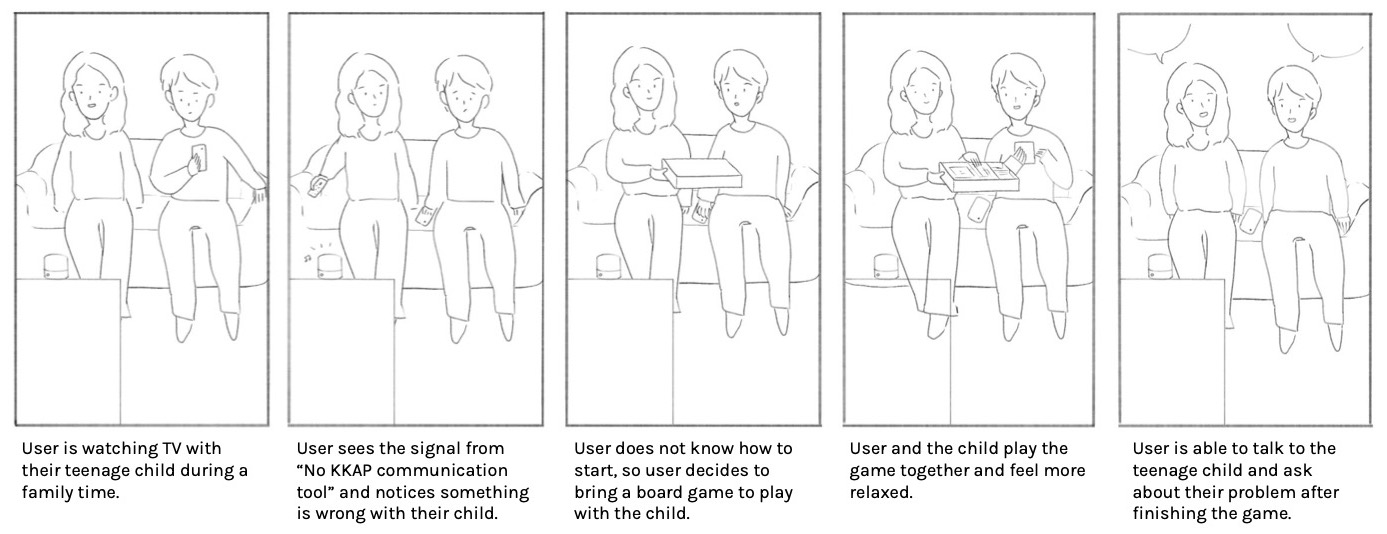 User is watching TV with
their teenage child during a
family time.
User sees the signal from
“No KKAP communication
tool” and notices something
is wrong with their child.
User does not know how to
start, so user decides to
bring a board game to play
with the child.
User and the child play the
game together and feel more
relaxed.
User is able to talk to the
teenage child and ask
about their problem after
finishing the game.